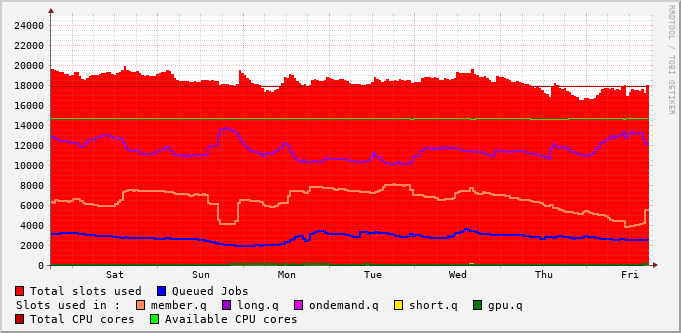 RRDTOOL / TOBI OETIKER
24000
22000
20000
18000
16000
14000
12000
10000
8000
6000
4000
2000
0
Sat Sun Mon Tue Wed Thu Fri
Total slots used Queued Jobs
Slots used in : member.q long.q ondemand.q short.q gpu.q
Total CPU cores Available CPU cores